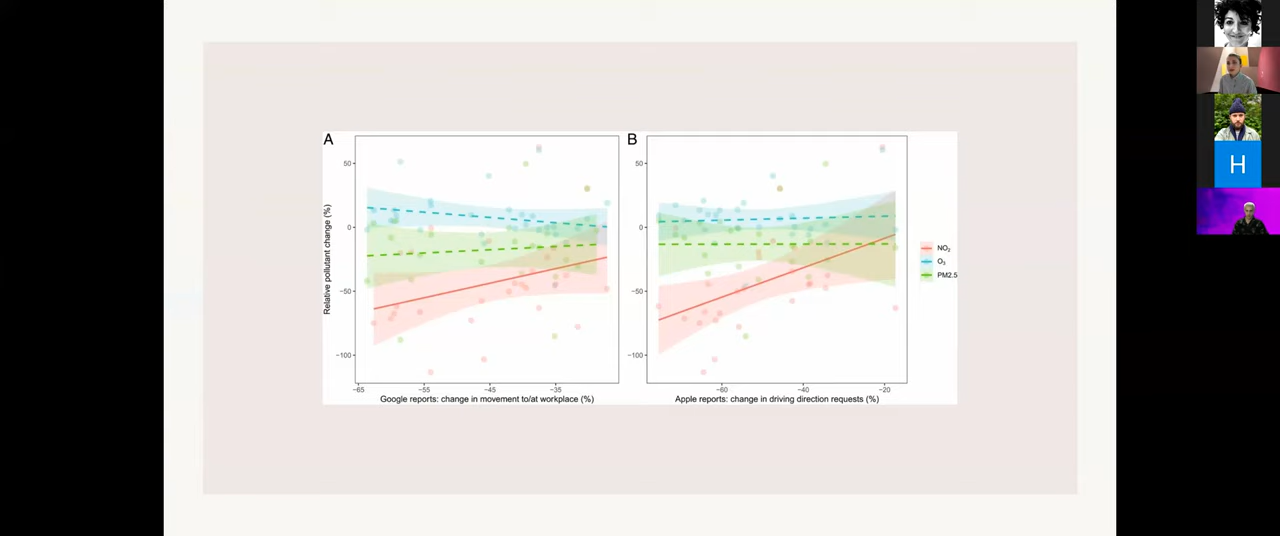 A
B
50
0
−50
−100
Relative pollutant change (%)
−65
−55
−45
−35
Google reports: change in movement to/at workplace (%)
50
0
−50
−100
−60
−40
−20
Apple reports: change in driving direction requests (%)
NO₂
O₃
PM2.5
H